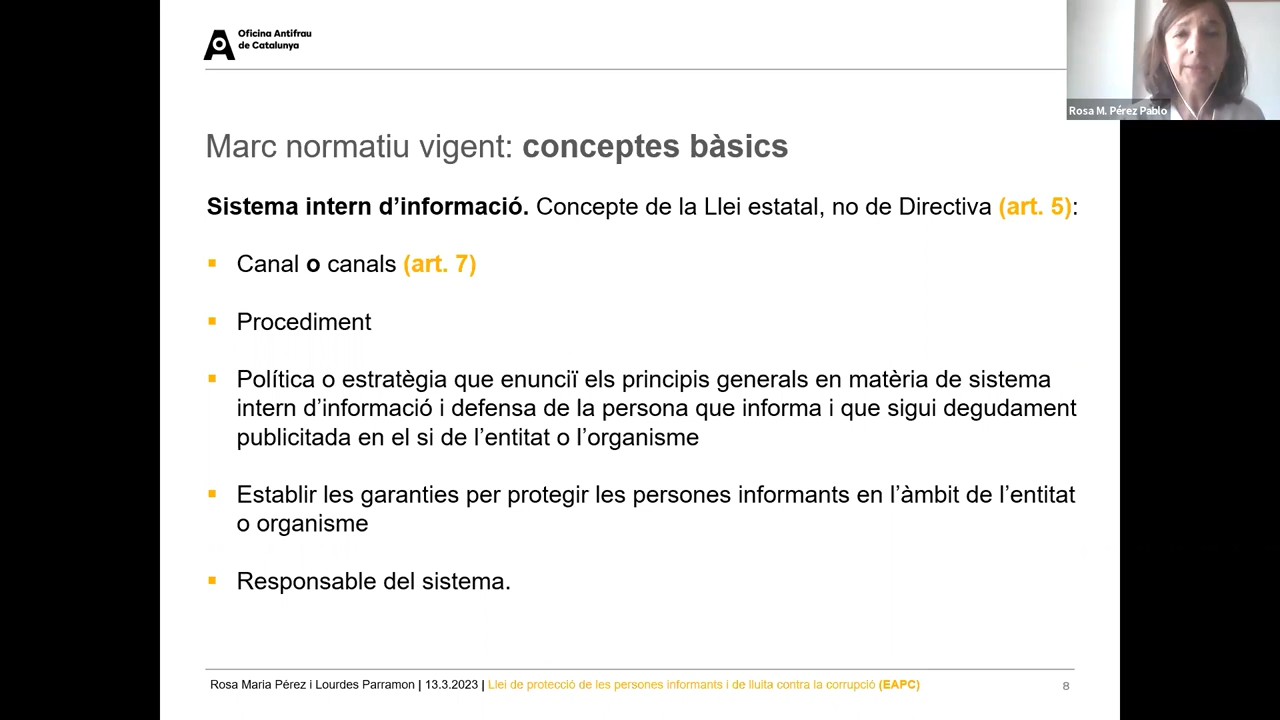 Oficina Antifrau
de Catalunya
Rosa M. Pérez Pablo
Marc normatiu vigent: conceptes bàsics
Sistema intern d’informació. Concepte de la Llei estatal, no de Directiva (art. 5):
▪ Canal o canals (art. 7)
▪ Procediment
▪ Política o estratègia que enunciï els principis generals en matèria de sistema
intern d’informació i defensa de la persona que informa i que sigui degudament
publicitada en el si de l’entitat o l’organisme
▪ Establir les garanties per protegir les persones informants en l’àmbit de l’entitat
o organisme
▪ Responsable del sistema.
Rosa Maria Pérez i Lourdes Parramon | 13.3.2023 | Llei de protecció de les persones informants i de lluita contra la corrupció (EAPC)
8